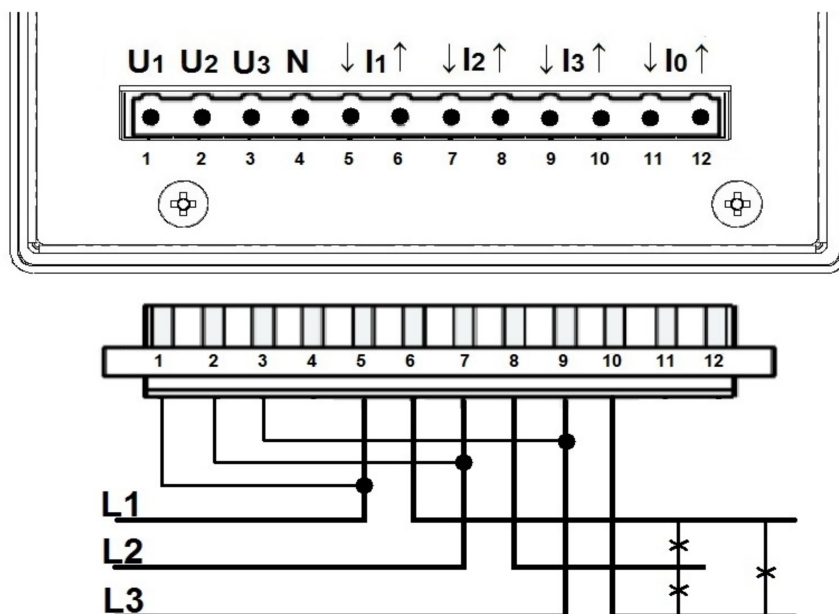 U1 U2 U3 N ↓ I1 ↑ ↓ I2 ↑ ↓ I3 ↑ ↓ I0 ↑
1 2 3 4 5 6 7 8 9 10 11 12
1 2 3 4 5 6 7 8 9 10 11 12
L1
L2
L3